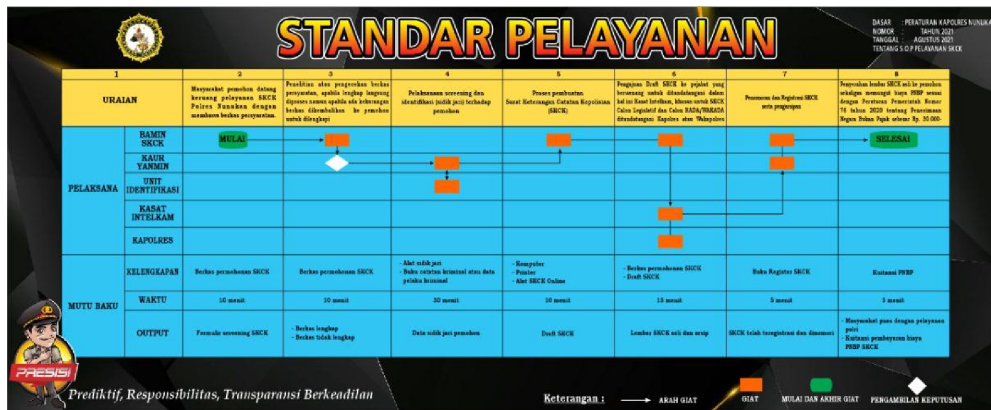 STANDAR PELAYANAN
DASAR : PERATURAN KAPOLRES NUNUKA
NOMOR : TAHUN 2021
TANGGAL : AGUSTUS 2021
TENTANG S.O.P PELAYANAN SKCK
1
2
3
4
5
6
7
8
URAIAN
Masyarakat pemohon datang
keruang pelayanan SKCK
Polres Nunukan dengan
membawa berkas persyaratan.
Penelitian atau pengecekan berkas
persyaratan, apabila lengkap langsung
diproses namun apabila ada kekurangan
berkas dikembalikan ke pemohon
untuk dilengkapi
Pelaksanaan screening dan
identifikasi (sidik jari) terhadap
pemohon
Proses pembuatan
Surat Keterangan Catatan Kepolisian
(SKCK)
Pengajuan Draft SKCK ke pejabat yang
berwenang untuk ditandatangani dalam
hal ini Kasat Intelkam, khusus untuk SKCK
Calon Legislatif dan Calon KADA/WAKADA
ditandatangani Kapolres atau Wakapolres
Penomoran dan Registrasi SKCK
serta pengarsipan
Penyerahan lembar SKCK asli ke pemohon
sekaligus memungut biaya PNBP sesuai
dengan Peraturan Pemerintah Nomor
76 tahun 2020 tentang Penerimaan
Negara Bukan Pajak sebesar Rp. 30.000-
PELAKSANA
BAMIN
SKCK
MULAI
SELESAI
KAUR
YANMIN
UNIT
IDENTIFIKASI
KASAT
INTELKAM
KAPOLRES
MUTU BAKU
KELENGKAPAN
Berkas permohonan SKCK
Berkas permohonan SKCK
- Alat sidik jari
- Buku catatan kriminal atau data
pelaku kriminal
- Komputer
- Printer
- Alat SKCK Online
- Berkas permohonan SKCK
- Draft SKCK
Buku Register SKCK
Kuitansi PNBP
WAKTU
10 menit
10 menit
20 menit
10 menit
15 menit
5 menit
5 menit
OUTPUT
Formulir screening SKCK
- Berkas lengkap
- Berkas tidak lengkap
Data sidik jari pemohon
Draft SKCK
Lembar SKCK asli dan arsip
SKCK telah teregistrasi dan dinomori
- Masyarakat puas dengan pelayanan
polri
- Kuitansi pembayaran biaya
PNBP SKCK
PRESISI
Prediktif, Responsibilitas, Transparansi Berkeadilan
Keterangan :
ARAH GIAT
GIAT
MULAI DAN AKHIR GIAT
PENGAMBILAN KEPUTUSAN